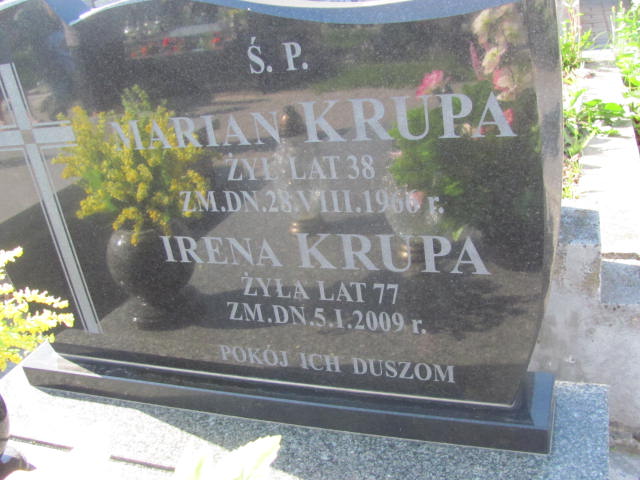 Ś. P.
MARIAN KRUPA
ŻYŁ LAT 38
ZM.DN.28.VIII.1966 r.
IRENA KRUPA
ŻYŁA LAT 77
ZM.DN.5.I.2009 r.
POKÓJ ICH DUSZOM